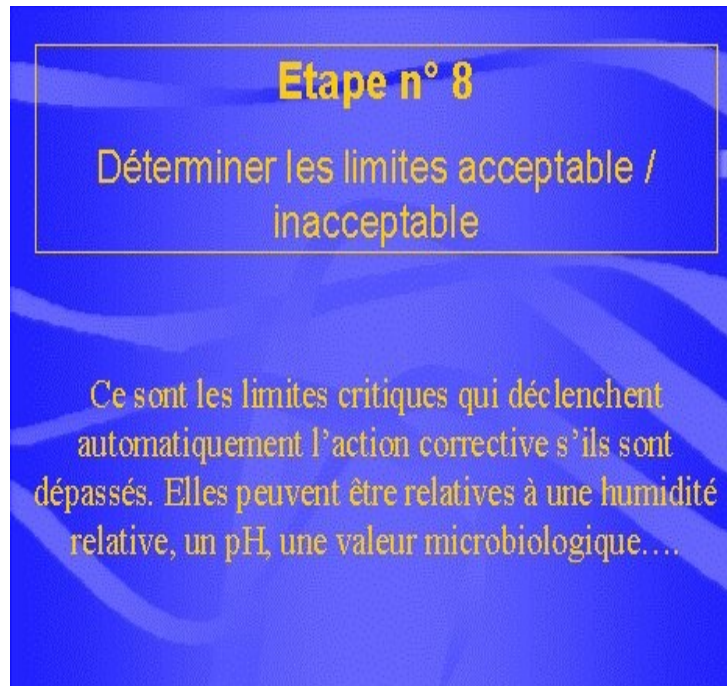 Etape n° 8
Déterminer les limites acceptable /
inacceptable
Ce sont les limites critiques qui déclenchent
automatiquement l’action corrective s’ils sont
dépassés. Elles peuvent être relatives à une humidité
relative, un pH, une valeur microbiologique….